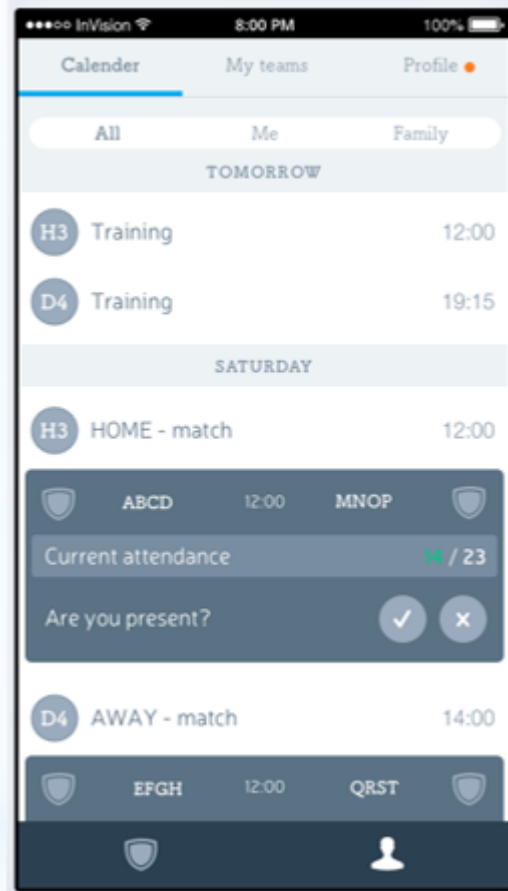 InVision 8:00 PM 100%
Calender My teams Profile
All Me Family
TOMORROW
H3 Training 12:00
D4 Training 19:15
SATURDAY
H3 HOME - match 12:00
ABCD 12:00 MNOP
Current attendance 14 / 23
Are you present?
D4 AWAY - match 14:00
EFGH 12:00 QRST